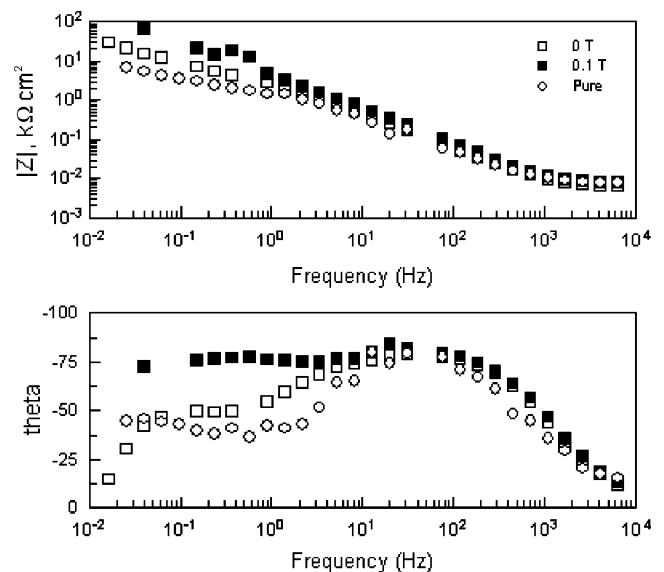 |Z|, kΩ cm²
10²
10¹
10⁰
10⁻¹
10⁻²
10⁻³
0 T
0.1 T
Pure
10⁻² 10⁻¹ 10⁰ 10¹ 10² 10³ 10⁴
Frequency (Hz)
theta
-100
-75
-50
-25
0
10⁻² 10⁻¹ 10⁰ 10¹ 10² 10³ 10⁴
Frequency (Hz)